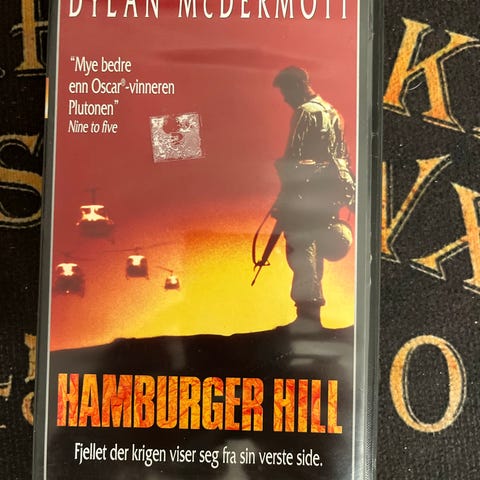 DYLAN MCDERMOTT
"Mye bedre
enn Oscar®-vinneren
Plutonen"
Nine to five
HAMBURGER HILL
Fjellet der krigen viser seg fra sin verste side.